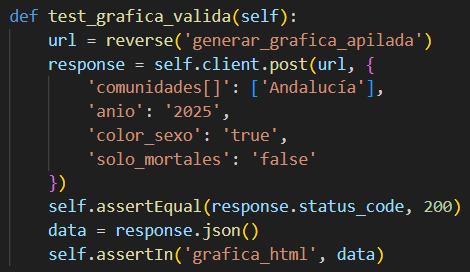 def test_grafica_valida(self):
    url = reverse('generar_grafica_apilada')
    response = self.client.post(url, {
        'comunidades[]': ['Andalucía'],
        'anio': '2025',
        'color_sexo': 'true',
        'solo_mortales': 'false'
    })
    self.assertEqual(response.status_code, 200)
    data = response.json()
    self.assertIn('grafica_html', data)